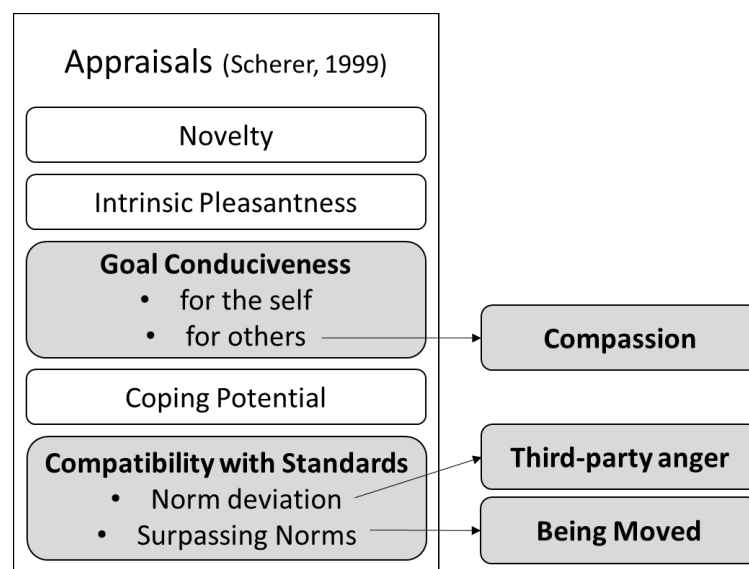 Appraisals (Scherer, 1999)
Novelty
Intrinsic Pleasantness
Goal Conduciveness
• for the self
• for others
Compassion
Coping Potential
Compatibility with Standards
• Norm deviation
• Surpassing Norms
Third-party anger
Being Moved